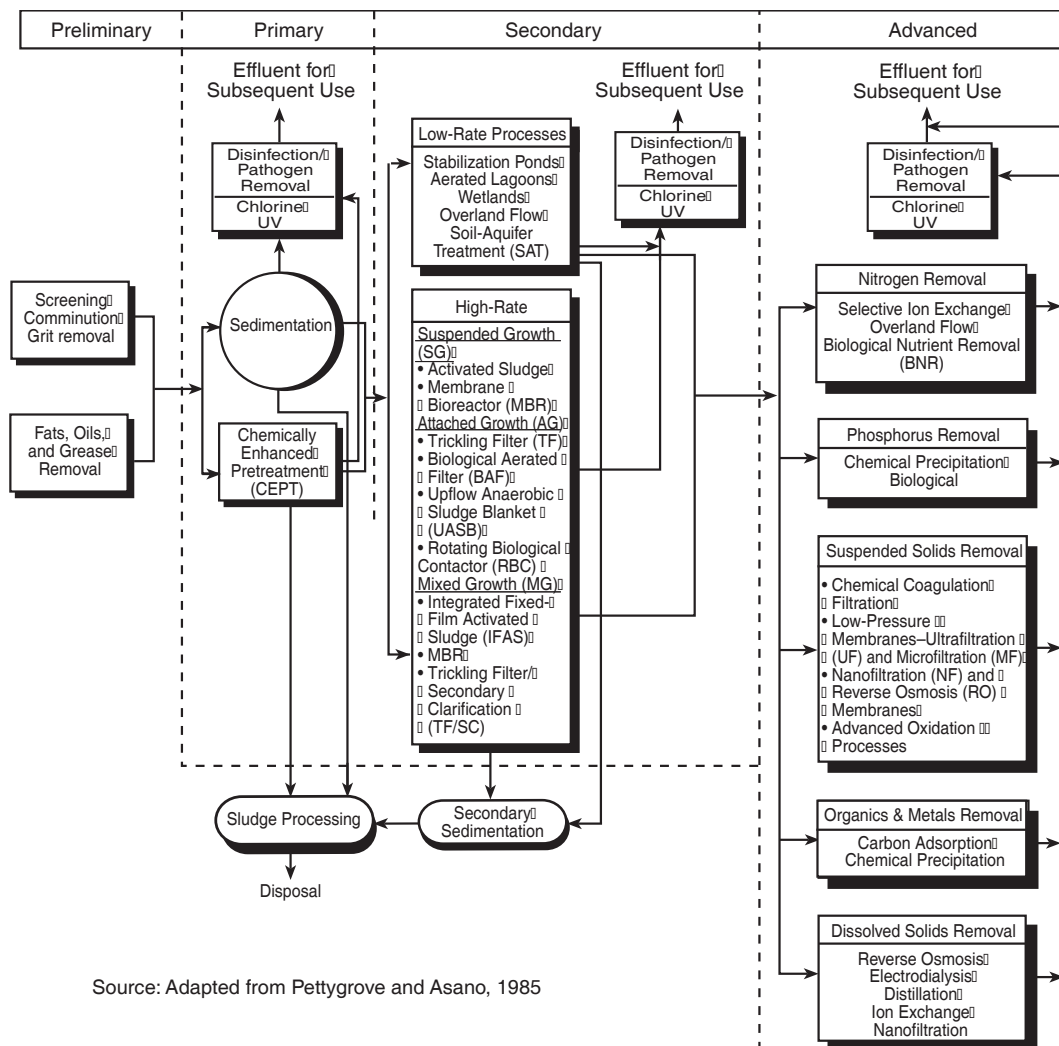 Preliminary
Primary
Secondary
Advanced
Effluent for
Subsequent Use
Disinfection/
Pathogen
Removal
Chlorine
UV
Screening
Comminution
Grit removal
Fats, Oils,
and Grease
Removal
Sedimentation
Chemically
Enhanced
Pretreatment
(CEPT)
Low-Rate Processes
Stabilization Ponds
Aerated Lagoons
Wetlands
Overland Flow
Soil-Aquifer
Treatment (SAT)
High-Rate
Suspended Growth
(SG)
• Activated Sludge
• Membrane
Bioreactor (MBR)
Attached Growth (AG)
• Trickling Filter (TF)
• Biological Aerated
Filter (BAF)
• Upflow Anaerobic
Sludge Blanket
(UASB)
• Rotating Biological
Contactor (RBC)
Mixed Growth (MG)
• Integrated Fixed-
Film Activated
Sludge (IFAS)
• MBR
• Trickling Filter/
Secondary
Clarification
(TF/SC)
Effluent for
Subsequent Use
Disinfection/
Pathogen
Removal
Chlorine
UV
Sludge Processing
Secondary
Sedimentation
Disposal
Effluent for
Subsequent Use
Disinfection/
Pathogen
Removal
Chlorine
UV
Nitrogen Removal
Selective Ion Exchange
Overland Flow
Biological Nutrient Removal
(BNR)
Phosphorus Removal
Chemical Precipitation
Biological
Suspended Solids Removal
• Chemical Coagulation
Filtration
• Low-Pressure
Membranes–Ultrafiltration
(UF) and Microfiltration (MF)
• Nanofiltration (NF) and
Reverse Osmosis (RO)
Membranes
• Advanced Oxidation
Processes
Organics & Metals Removal
Carbon Adsorption
Chemical Precipitation
Dissolved Solids Removal
Reverse Osmosis
Electrodialysis
Distillation
Ion Exchange
Nanofiltration
Source: Adapted from Pettygrove and Asano, 1985